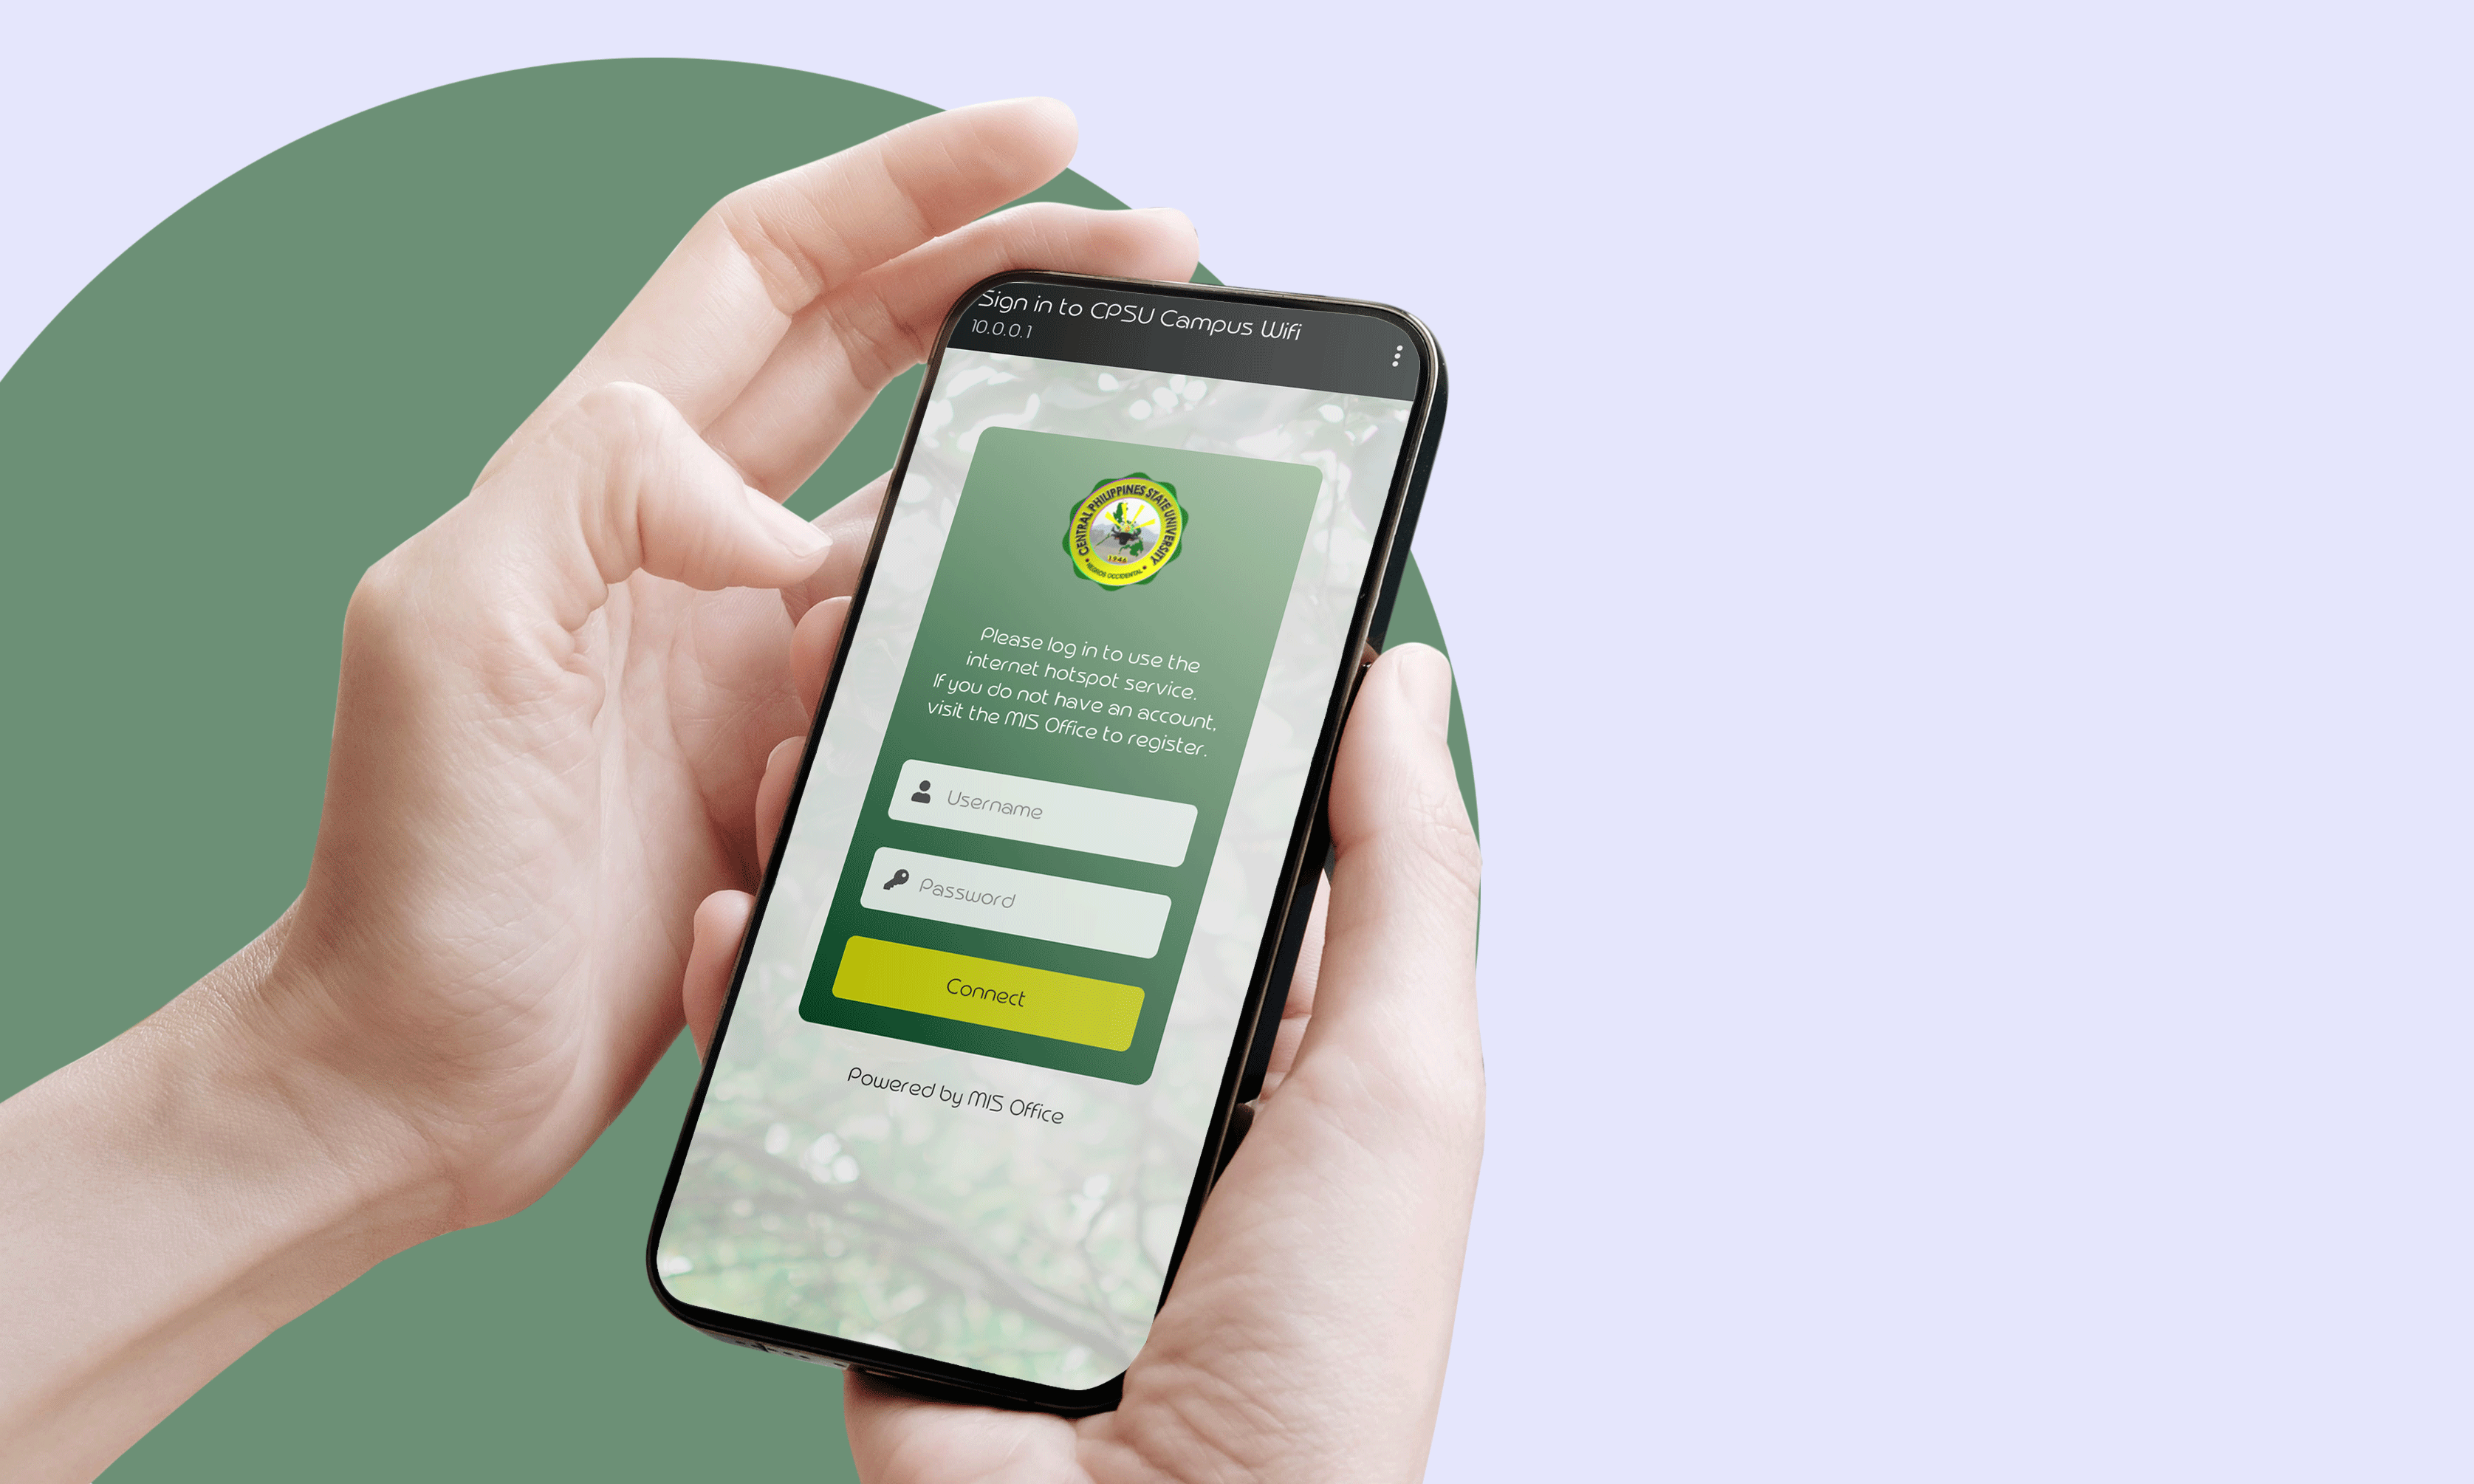 Sign in to CPSU Campus Wifi
10.0.0.1
CENTRAL PHILIPPINES STATE UNIVERSITY
1946
NEGROS OCCIDENTAL
Please log in to use the
internet hotspot service.
If you do not have an account,
visit the MIS Office to register.
Username
Password
Connect
Powered by MIS Office